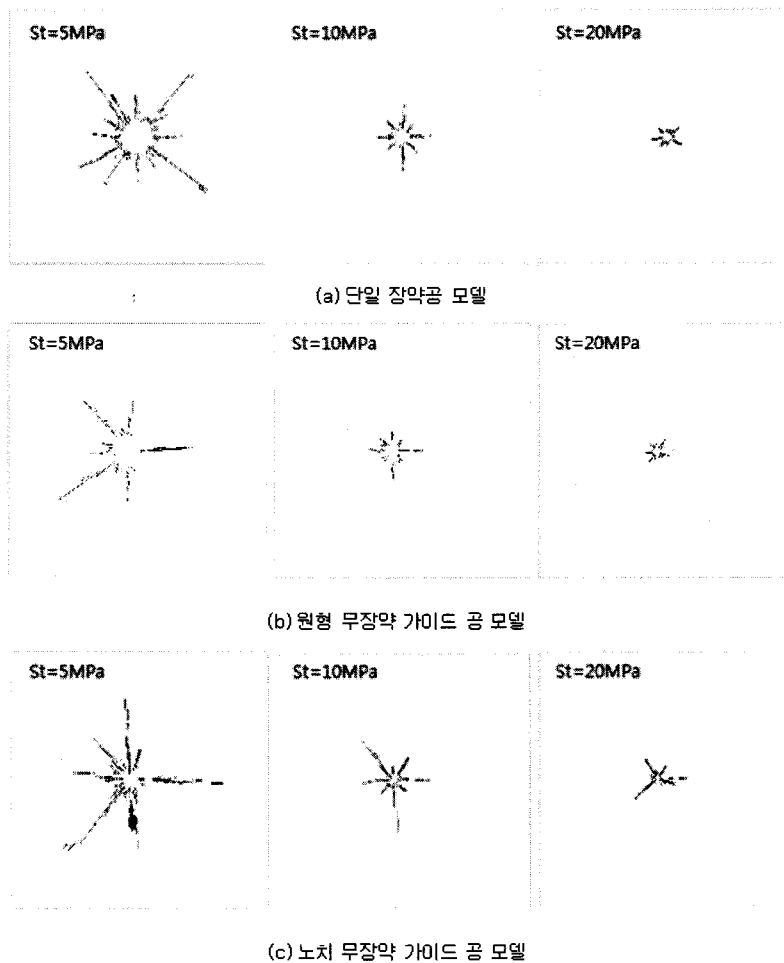 St=5MPa St=10MPa St=20MPa
(a) 단일 장약공 모델
St=5MPa St=10MPa St=20MPa
(b) 원형 무장약 가이드 공 모델
St=5MPa St=10MPa St=20MPa
(c) 노치 무장약 가이드 공 모델